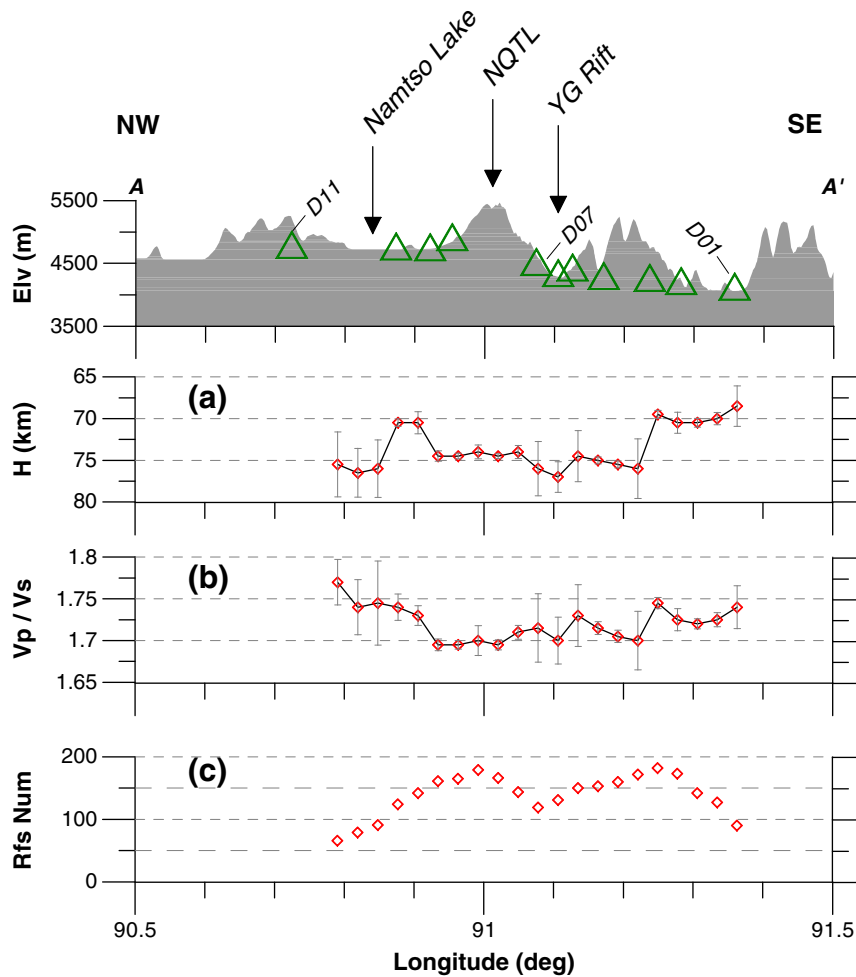 Namtso Lake
NQTL
YG Rift
NW
SE
A
A'
D11
D07
D01
5500
4500
3500
Elv (m)
(a)
65
70
75
80
H (km)
(b)
1.8
1.75
1.7
1.65
Vp / Vs
(c)
200
100
0
Rfs Num
90.5
91
91.5
Longitude (deg)